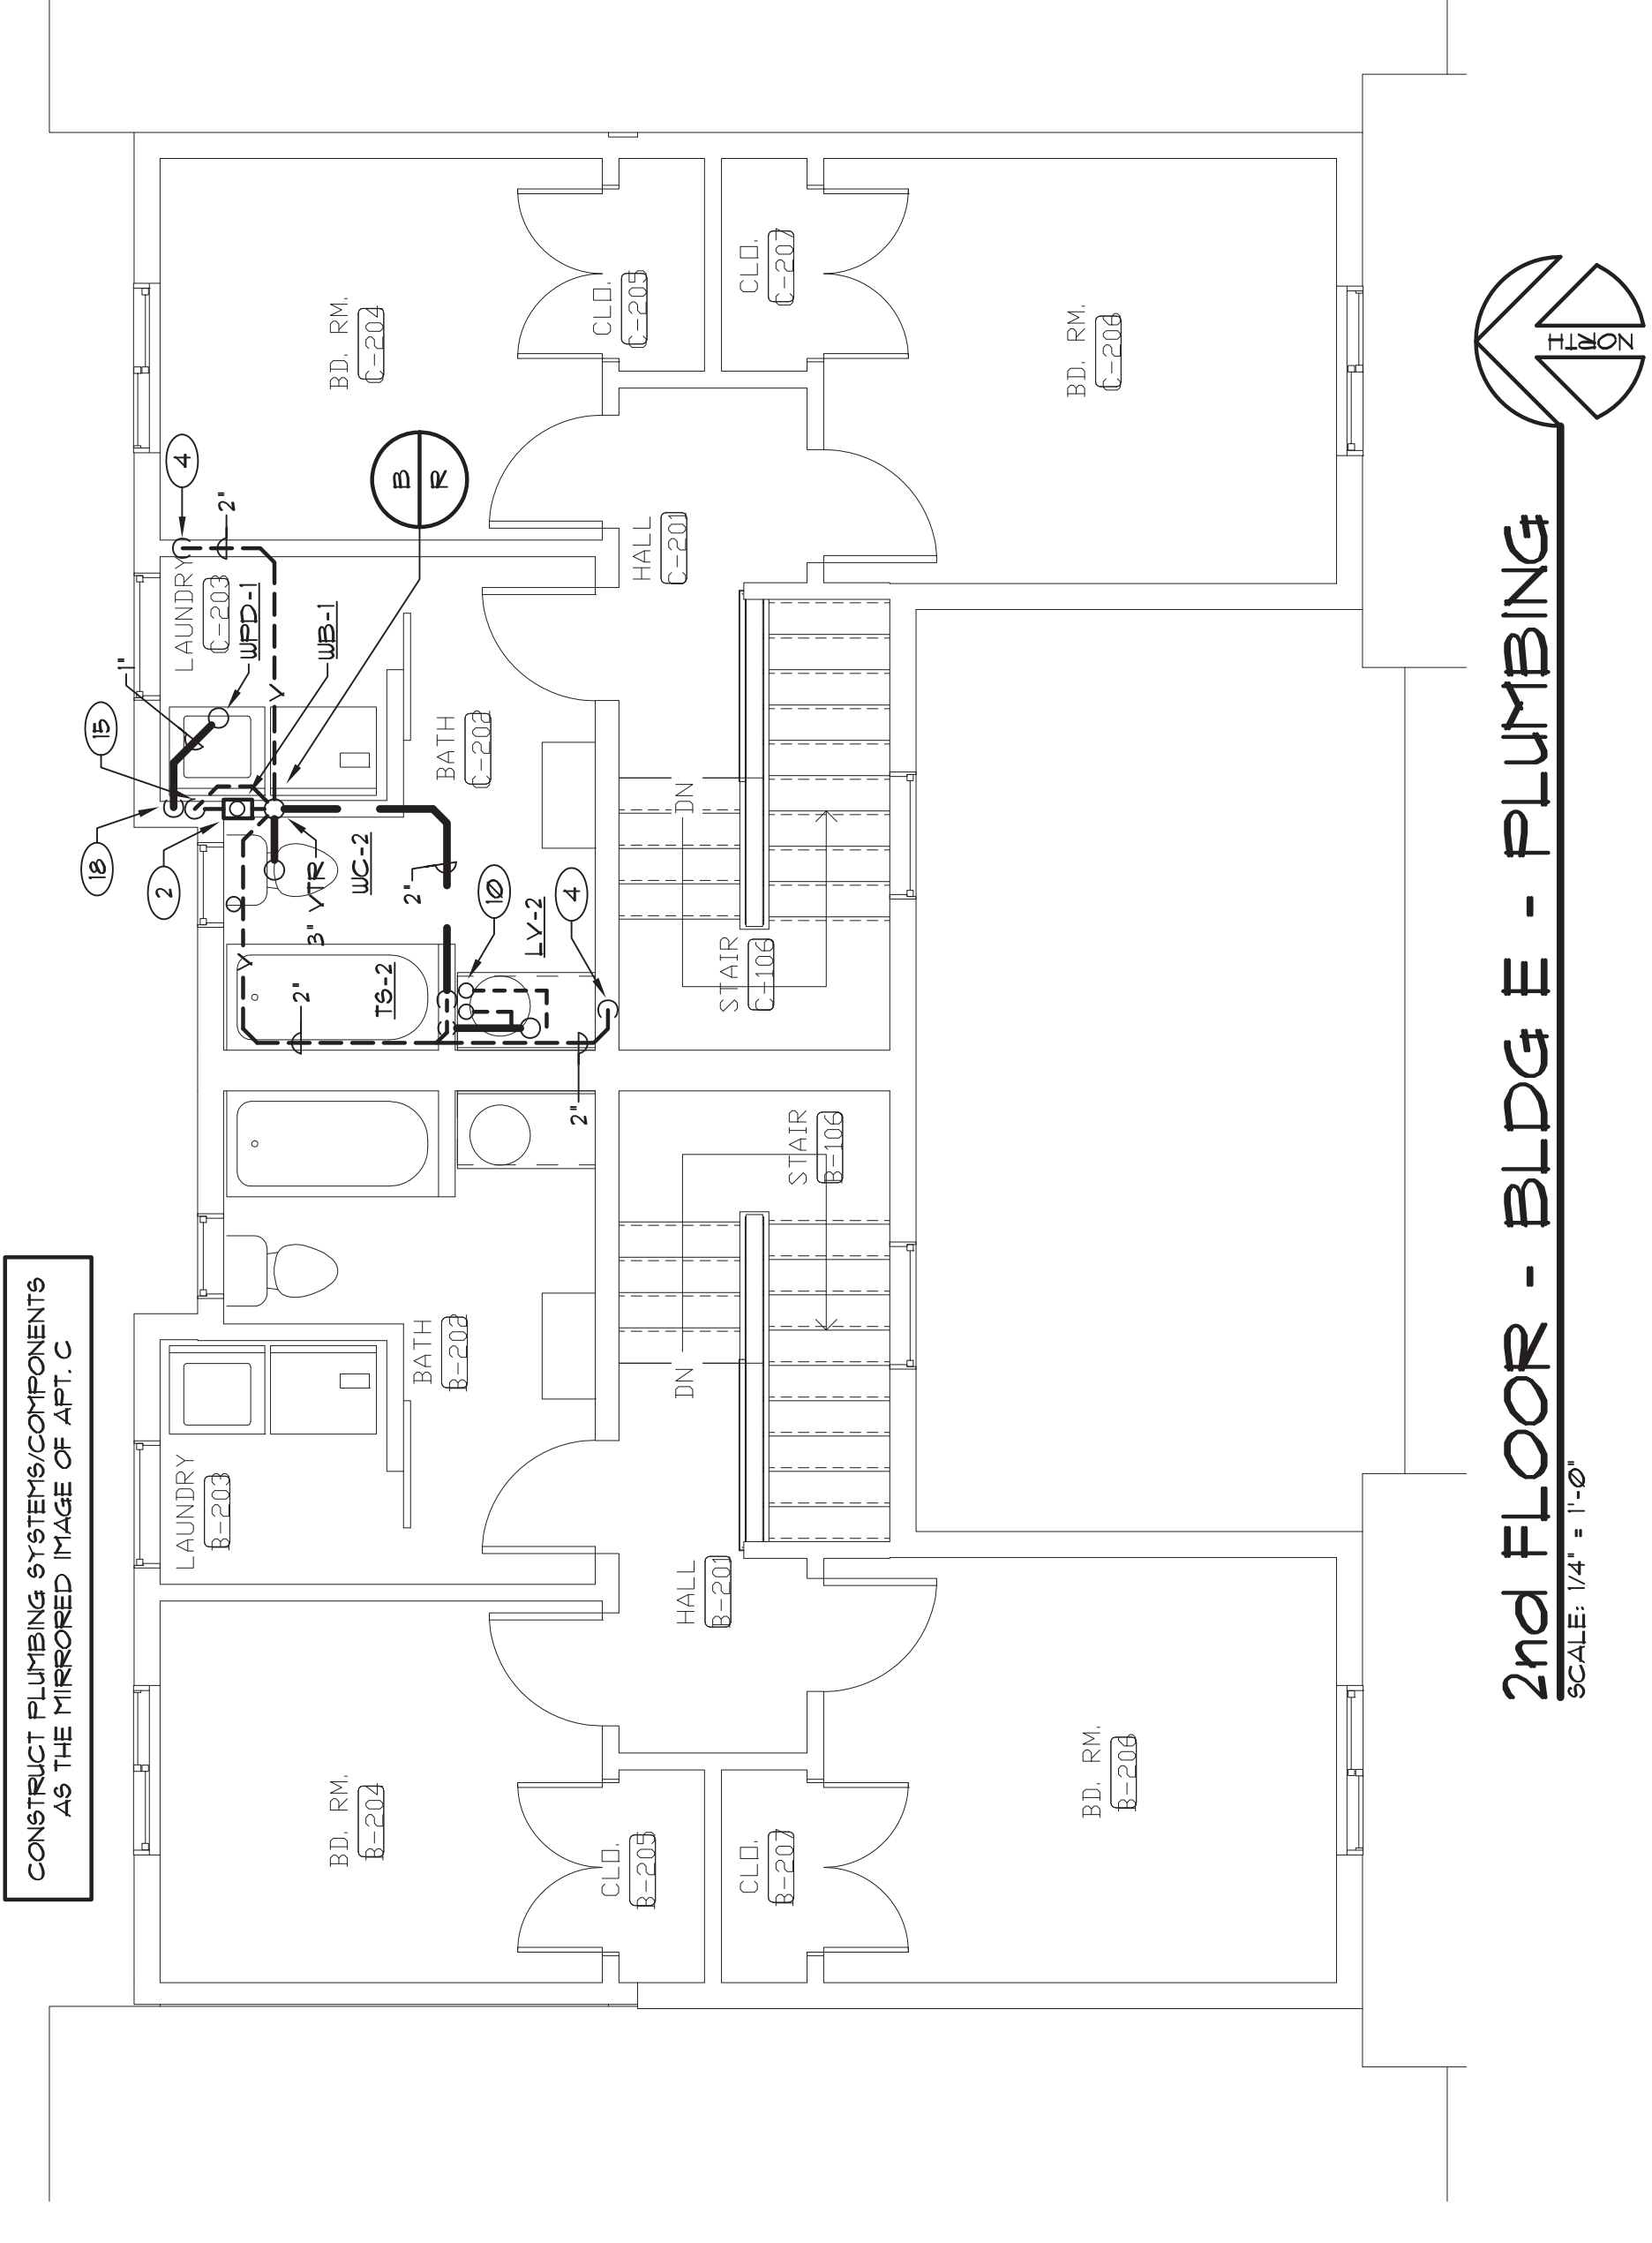 CONSTRUCT PLUMBING SYSTEMS/COMPONENTS
AS THE MIRRORED IMAGE OF APT. C
BD. RM.
B-204
LAUNDRY
B-203
BATH
B-202
CLO.
B-205
CLO.
B-207
HALL
B-201
DN
STAIR
B-106
BD. RM.
B-206
18
15
1"
2
4
2"
LAUNDRY
C-203
WPD-1
WB-1
V
B
R
BD. RM.
C-204
V
2"
3" VTR
WC-2
TS-2
2"
10
LV-2
4
2"
BATH
C-202
CLO.
C-205
CLO.
C-207
HALL
C-201
DN
STAIR
C-106
BD. RM.
C-206
2nd FLOOR - BLDG E - PLUMBING
SCALE: 1/4" = 1'-0"
NORTH